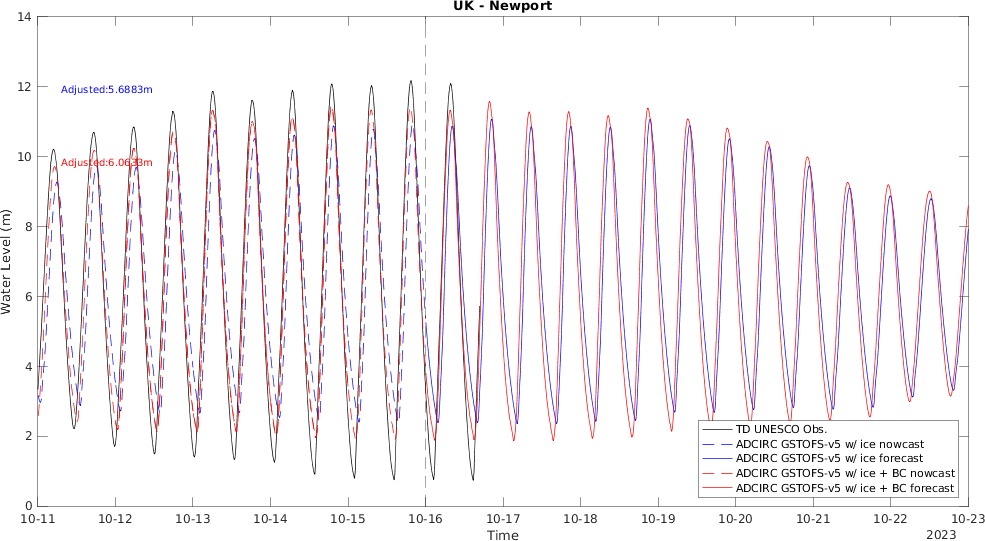 UK - Newport
14
12
10
8
6
4
2
0
Water Level (m)
Adjusted:5.6883m
Adjusted:6.0633m
TD UNESCO Obs.
ADCIRC GSTOFS-v5 w/ ice nowcast
ADCIRC GSTOFS-v5 w/ ice forecast
ADCIRC GSTOFS-v5 w/ ice + BC nowcast
ADCIRC GSTOFS-v5 w/ ice + BC forecast
10-11 10-12 10-13 10-14 10-15 10-16 10-17 10-18 10-19 10-20 10-21 10-22 10-23
Time
2023